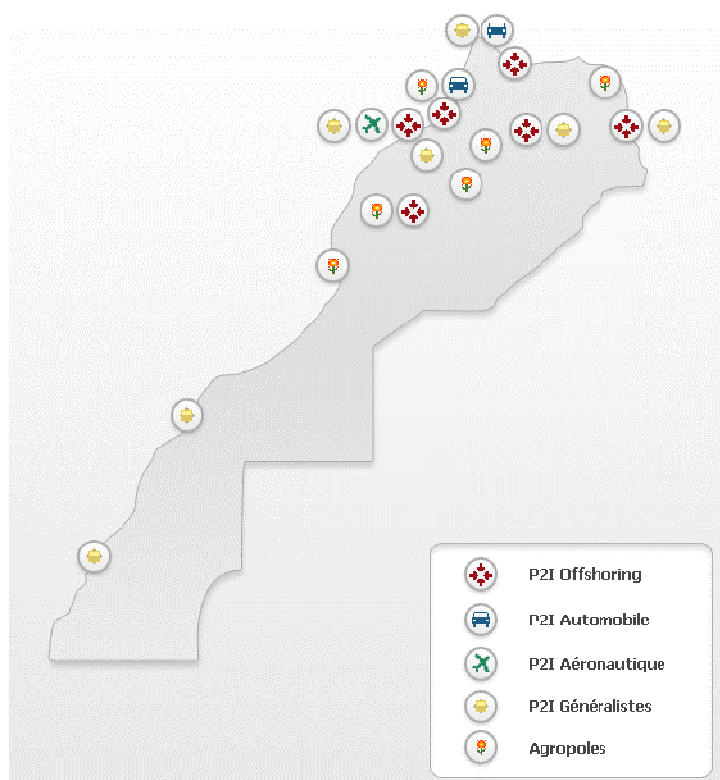 P2I Offshoring
P2I Automobile
P2I Aéronautique
P2I Généralistes
Agropoles